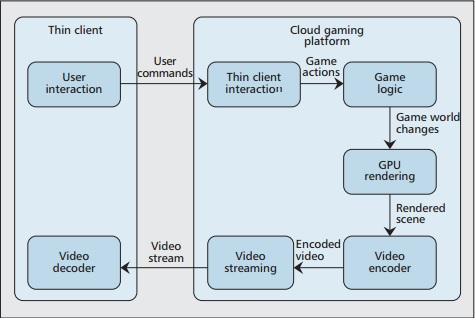 Thin client
Cloud gaming
platform
User
interaction
User
commands
Thin client
interaction
Game
actions
Game
logic
Game world
changes
GPU
rendering
Rendered
scene
Video
decoder
Video
stream
Video
streaming
Encoded
video
Video
encoder